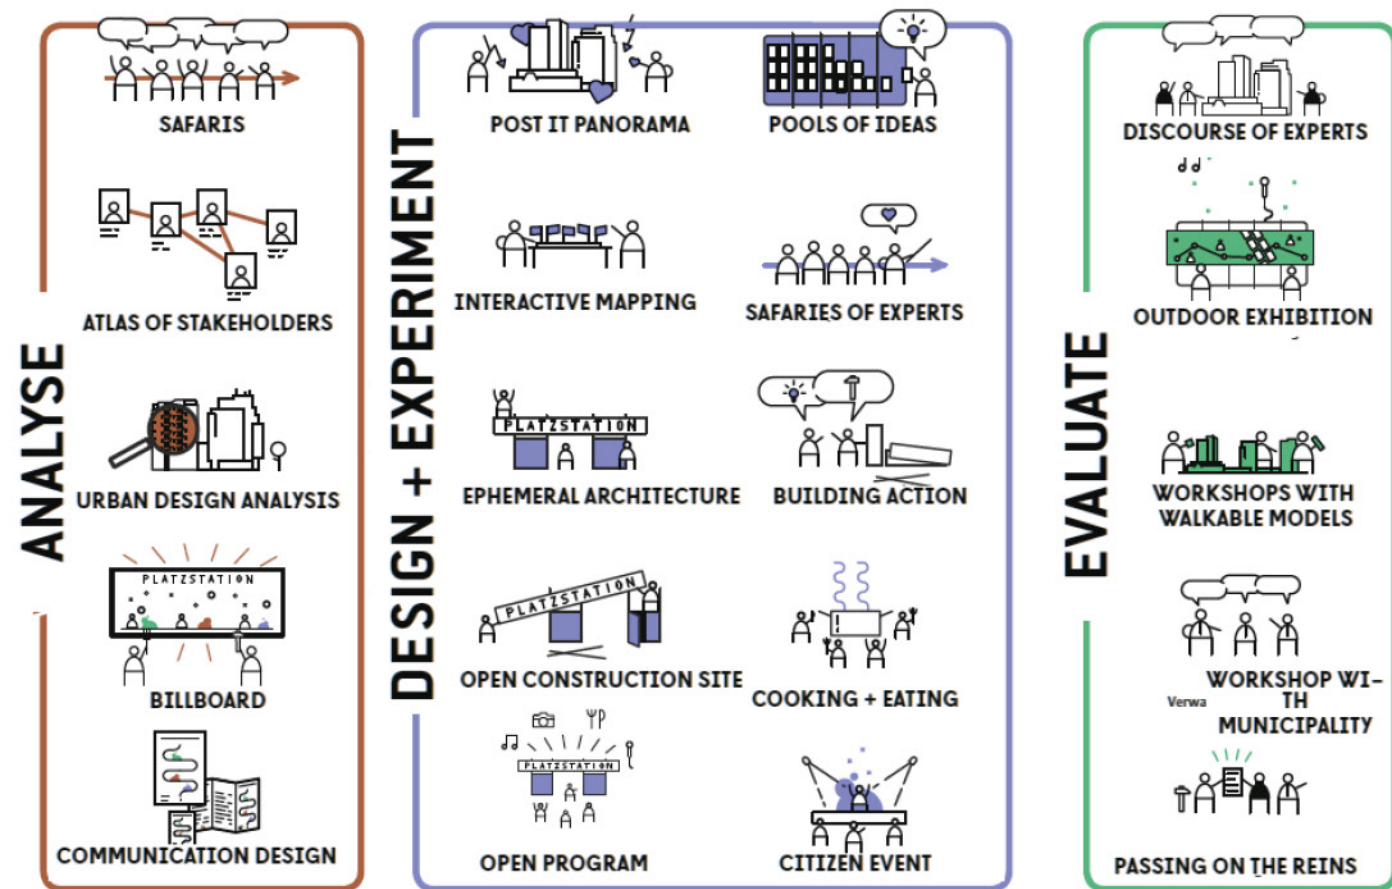 ANALYSE
SAFARIS
ATLAS OF STAKEHOLDERS
URBAN DESIGN ANALYSIS
PLATZSTATION
BILLBOARD
COMMUNICATION DESIGN
DESIGN + EXPERIMENT
POST IT PANORAMA
POOLS OF IDEAS
INTERACTIVE MAPPING
SAFARIES OF EXPERTS
PLATZSTATION
EPHEMERAL ARCHITECTURE
BUILDING ACTION
PLATZSTATION
OPEN CONSTRUCTION SITE
COOKING + EATING
PLATZSTATION
OPEN PROGRAM
CITIZEN EVENT
EVALUATE
DISCOURSE OF EXPERTS
OUTDOOR EXHIBITION
WORKSHOPS WITH
WALKABLE MODELS
WORKSHOP WI-
Verwa
TH
MUNICIPALITY
PASSING ON THE REINS